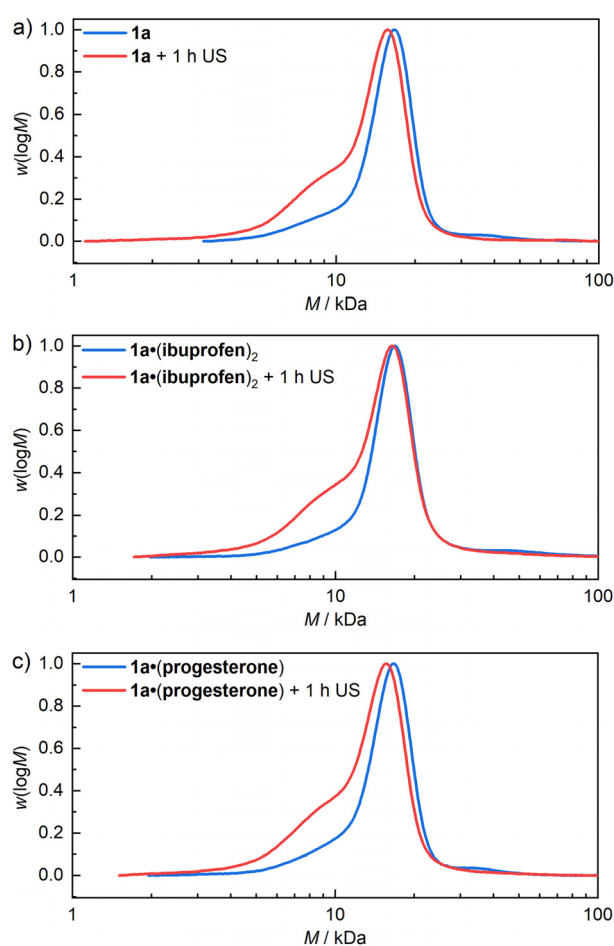 a)
1a
1a + 1 h US
w(logM)
1.0
0.8
0.6
0.4
0.2
0.0
1 10 100
M / kDa
b)
1a•(ibuprofen)₂
1a•(ibuprofen)₂ + 1 h US
w(logM)
1.0
0.8
0.6
0.4
0.2
0.0
1 10 100
M / kDa
c)
1a•(progesterone)
1a•(progesterone) + 1 h US
w(logM)
1.0
0.8
0.6
0.4
0.2
0.0
1 10 100
M / kDa